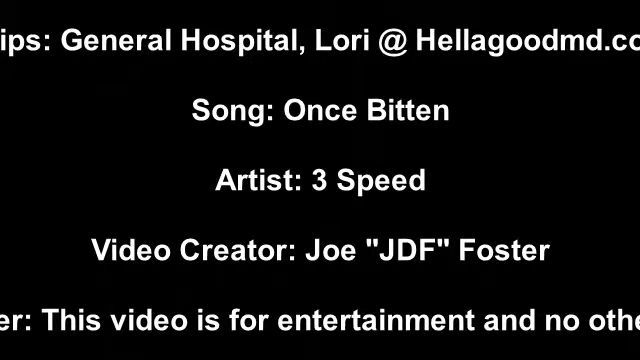 ips: General Hospital, Lori @ Hellagoodmd.co
Song: Once Bitten
Artist: 3 Speed
Video Creator: Joe "JDF" Foster
er: This video is for entertainment and no othe